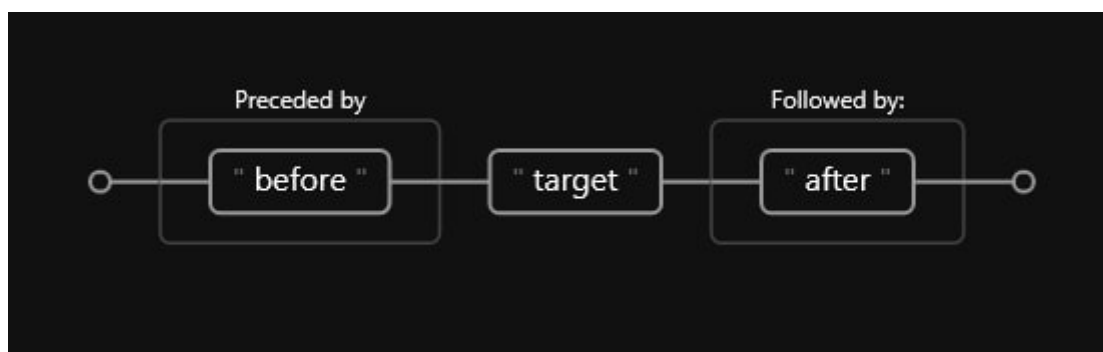 Preceded by
Followed by:
" before "
" target "
" after "